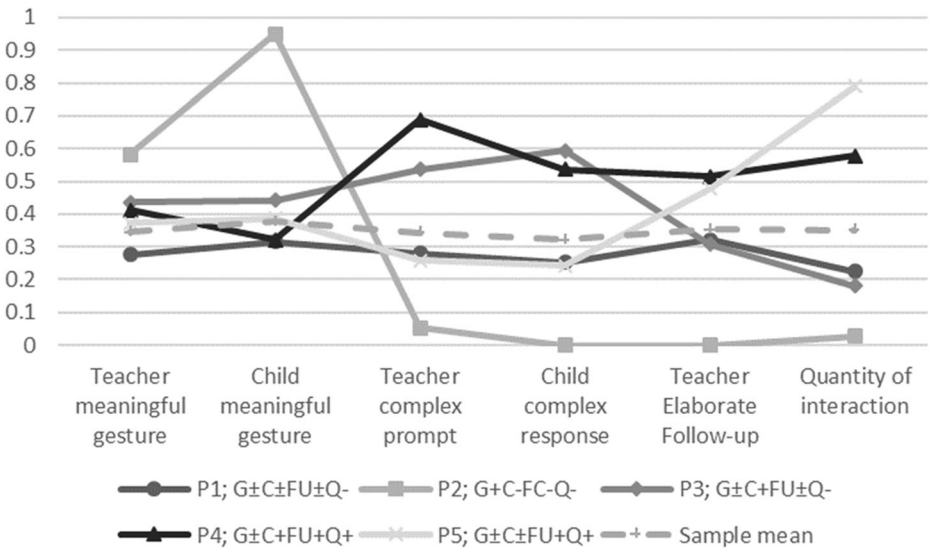 1
0.9
0.8
0.7
0.6
0.5
0.4
0.3
0.2
0.1
0
Teacher meaningful gesture
Child meaningful gesture
Teacher complex prompt
Child complex response
Teacher Elaborate Follow-up
Quantity of interaction
P1; G±C±FU±Q-
P2; G+C-FC-Q-
P3; G±C+FU±Q-
P4; G±C+FU+Q+
P5; G±C±FU+Q+
Sample mean